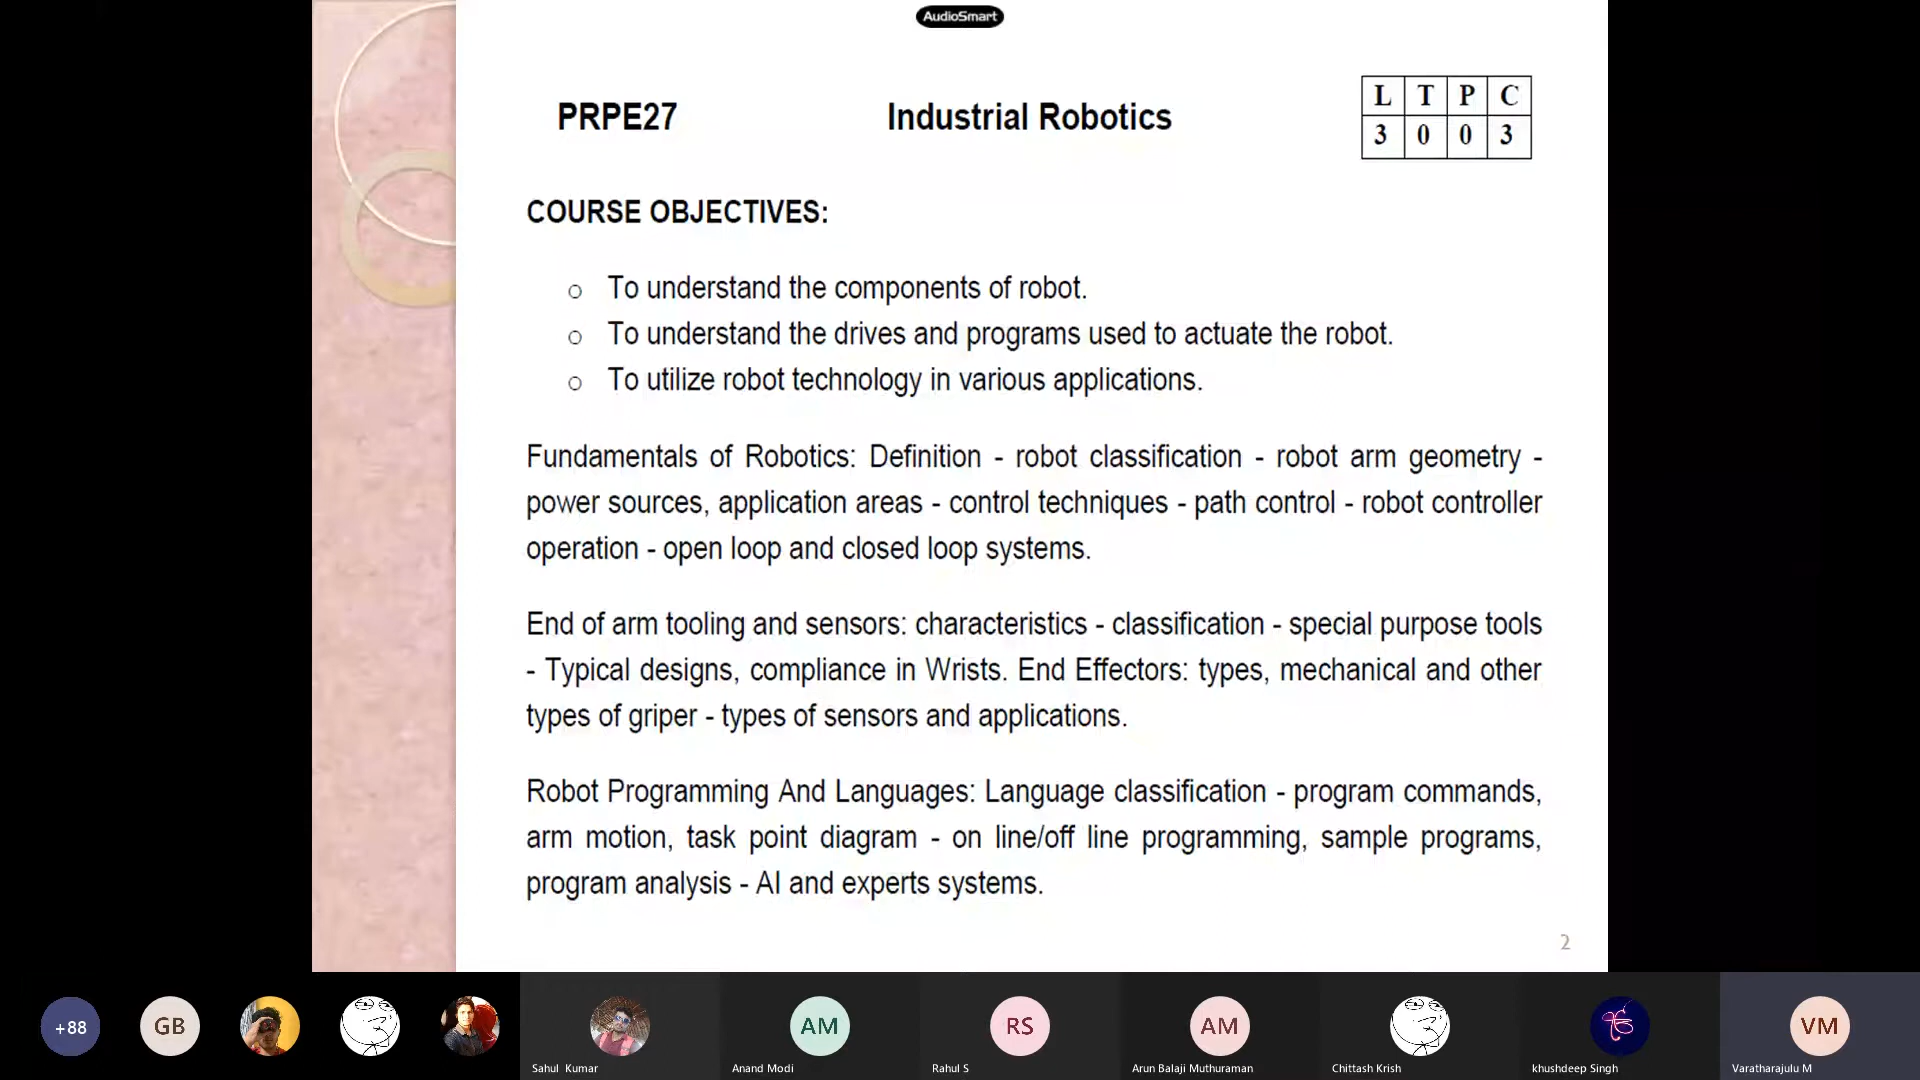 AudioSmart
PRPE27 Industrial Robotics
L T P C
3 0 0 3
COURSE OBJECTIVES:
o To understand the components of robot.
o To understand the drives and programs used to actuate the robot.
o To utilize robot technology in various applications.
Fundamentals of Robotics: Definition - robot classification - robot arm geometry -
power sources, application areas - control techniques - path control - robot controller
operation - open loop and closed loop systems.
End of arm tooling and sensors: characteristics - classification - special purpose tools
- Typical designs, compliance in Wrists. End Effectors: types, mechanical and other
types of griper - types of sensors and applications.
Robot Programming And Languages: Language classification - program commands,
arm motion, task point diagram - on line/off line programming, sample programs,
program analysis - AI and experts systems.
2
+88 GB AM RS AM VM
Sahul Kumar Anand Modi Rahul S Arun Balaji Muthuraman Chittash Krish khushdeep Singh Varatharajulu M